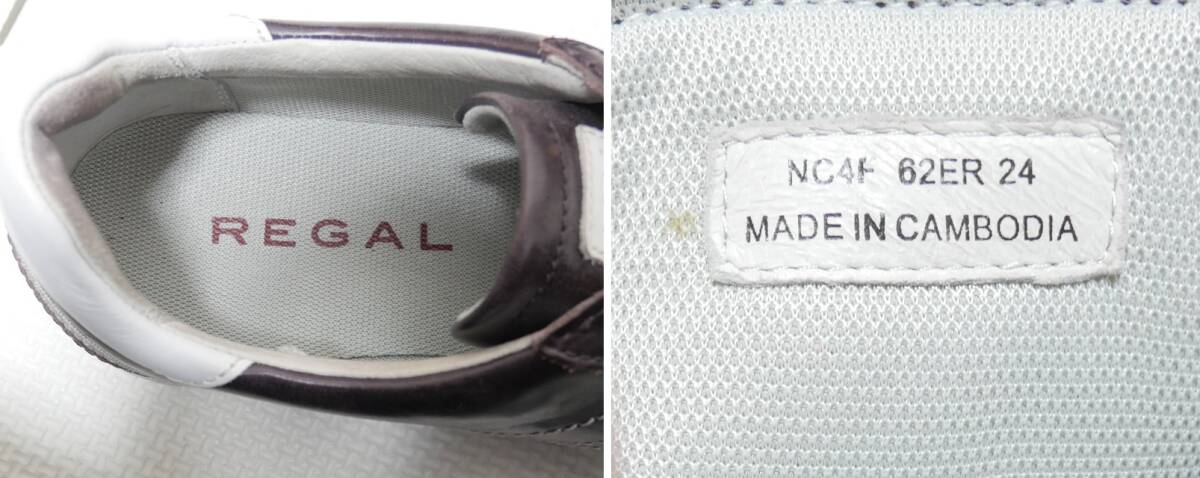 REGAL
NC4F 62ER 24
MADE IN CAMBODIA